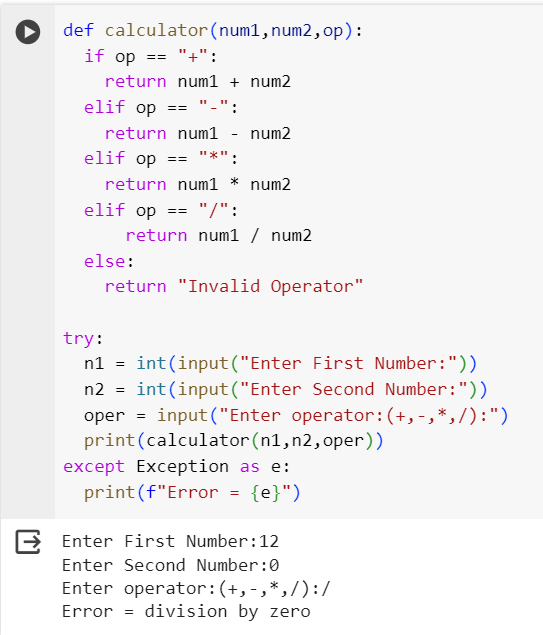 def calculator(num1,num2,op):
  if op == "+":
    return num1 + num2
  elif op == "-":
    return num1 - num2
  elif op == "*":
    return num1 * num2
  elif op == "/":
      return num1 / num2
  else:
    return "Invalid Operator"

try:
  n1 = int(input("Enter First Number:"))
  n2 = int(input("Enter Second Number:"))
  oper = input("Enter operator:(+,-,*,/):")
  print(calculator(n1,n2,oper))
except Exception as e:
  print(f"Error = {e}")
Enter First Number:12
Enter Second Number:0
Enter operator:(+,-,*,/):/
Error = division by zero